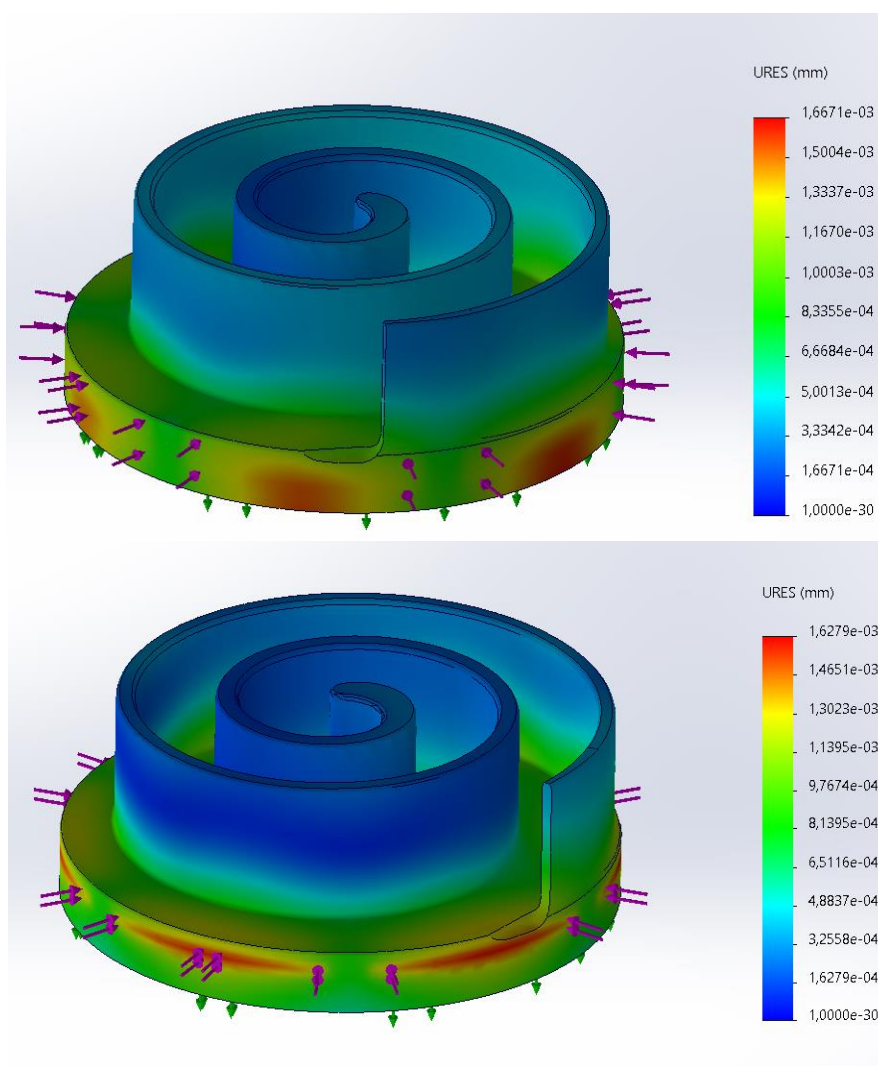 URES (mm)
1,6671e-03
1,5004e-03
1,3337e-03
1,1670e-03
1,0003e-03
8,3355e-04
6,6684e-04
5,0013e-04
3,3342e-04
1,6671e-04
1,0000e-30
URES (mm)
1,6279e-03
1,4651e-03
1,3023e-03
1,1395e-03
9,7674e-04
8,1395e-04
6,5116e-04
4,8837e-04
3,2558e-04
1,6279e-04
1,0000e-30